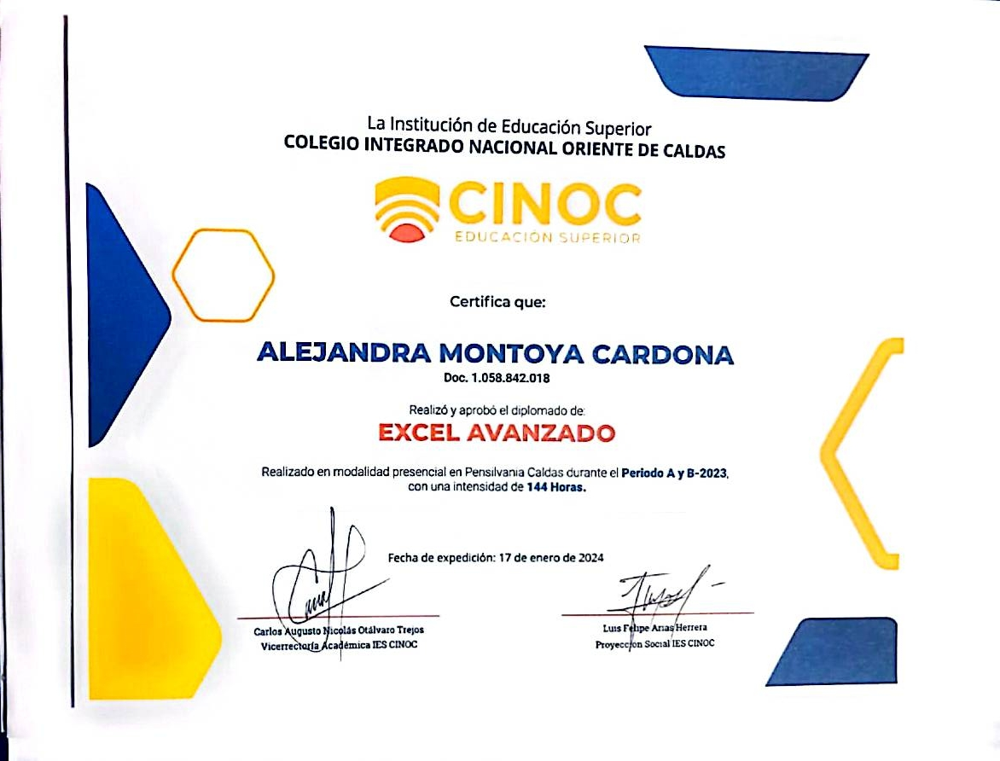 La Institución de Educación Superior
COLEGIO INTEGRADO NACIONAL ORIENTE DE CALDAS
CINOC
EDUCACIÓN SUPERIOR
Certifica que:
ALEJANDRA MONTOYA CARDONA
Doc. 1.058.842.018
Realizó y aprobó el diplomado de:
EXCEL AVANZADO
Realizado en modalidad presencial en Pensilvania Caldas durante el Periodo A y B-2023,
con una intensidad de 144 Horas.
Fecha de expedición: 17 de enero de 2024
Carlos Augusto Nicolás Otálvaro Trejos
Vicerrectoría Académica IES CINOC
Luis Felipe Arias Herrera
Proyección Social IES CINOC